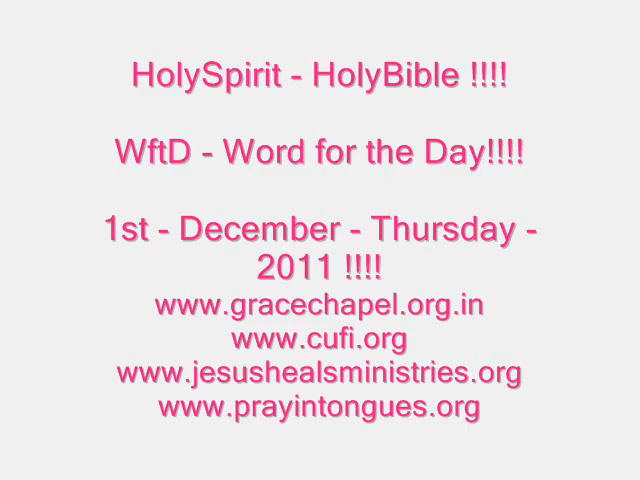 HolySpirit - HolyBible !!!!
WftD - Word for the Day!!!!
1st - December - Thursday -
2011 !!!!
www.gracechapel.org.in
www.cufi.org
www.jesushealsministries.org
www.prayintongues.org